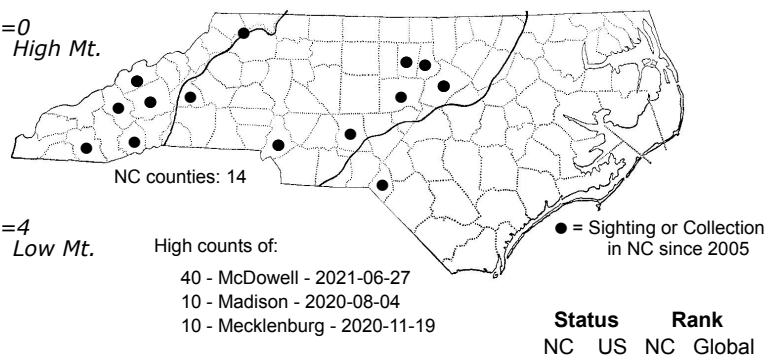 =0
High Mt.
NC counties: 14
=4
Low Mt.
High counts of:
40 - McDowell - 2021-06-27
10 - Madison - 2020-08-04
10 - Mecklenburg - 2020-11-19
● = Sighting or Collection
in NC since 2005
Status Rank
NC US NC Global